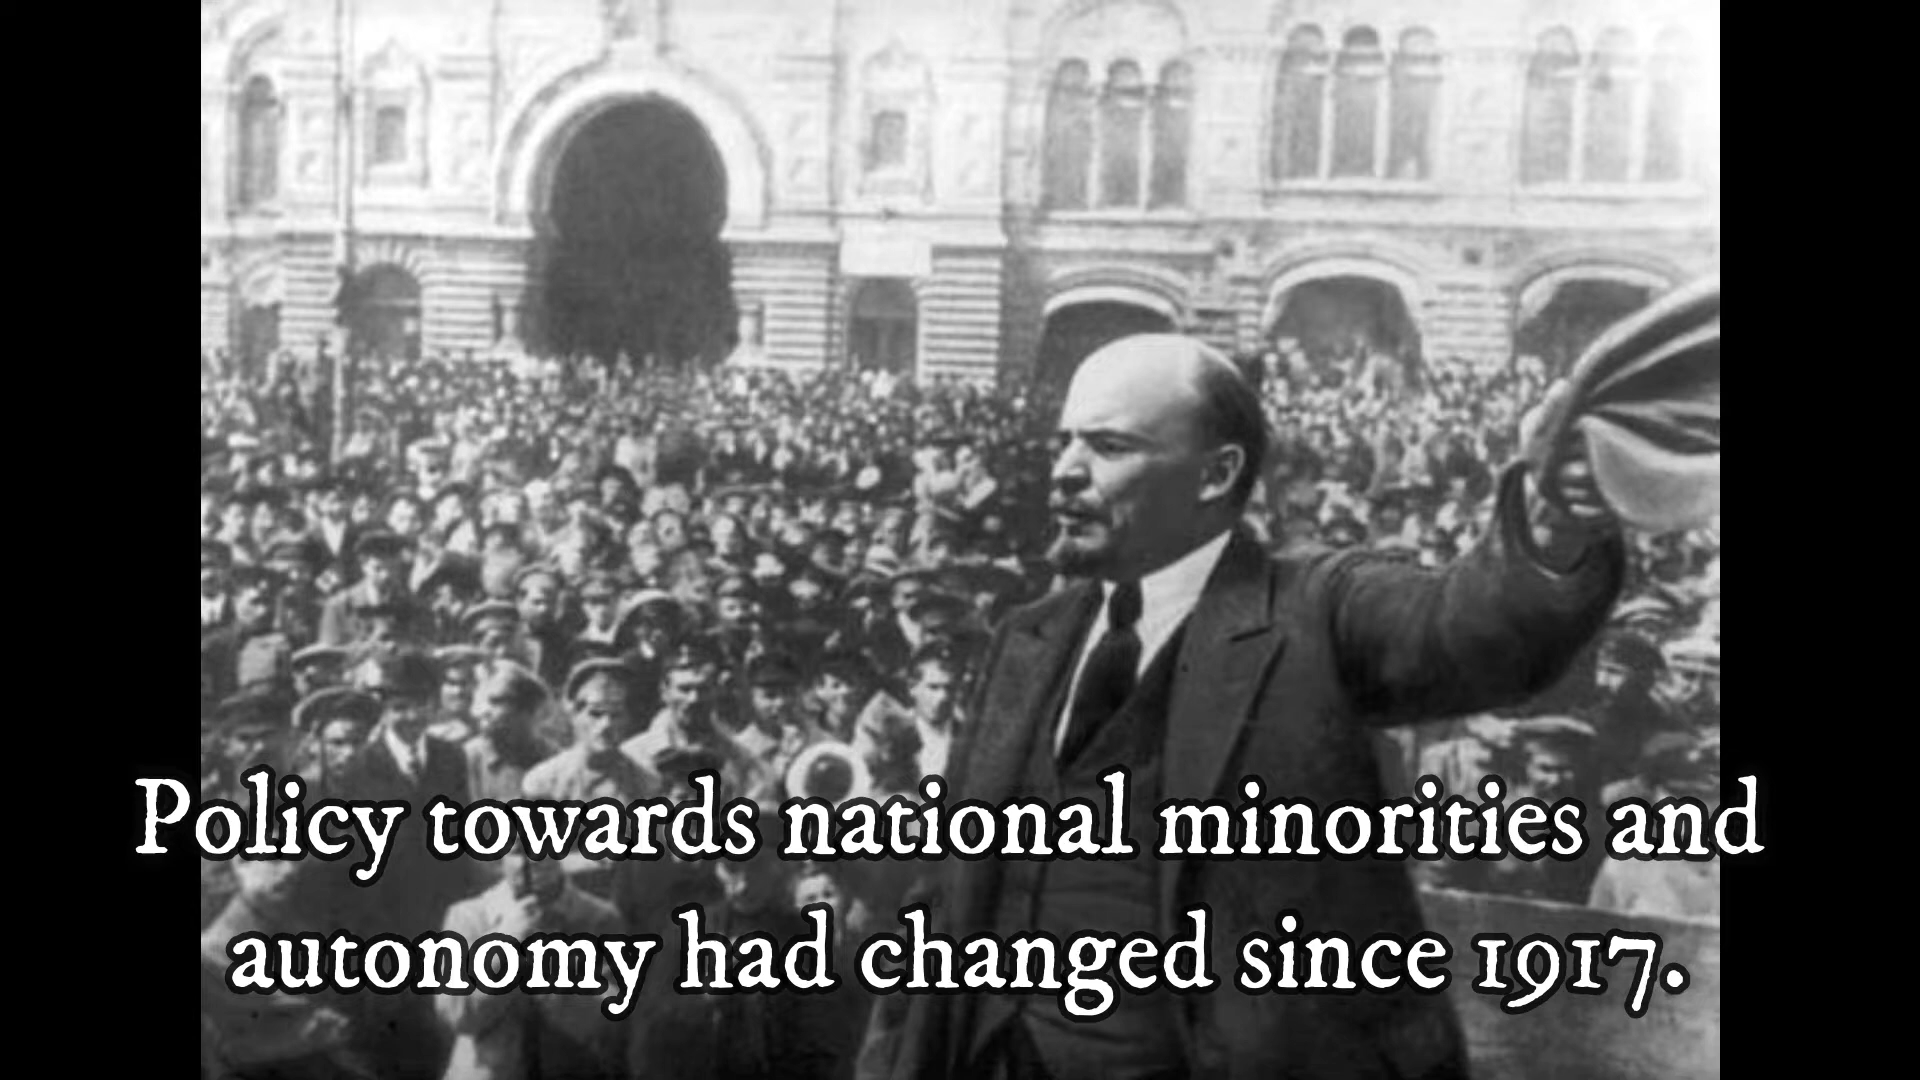 Policy towards national minorities and
autonomy had changed since 1917.